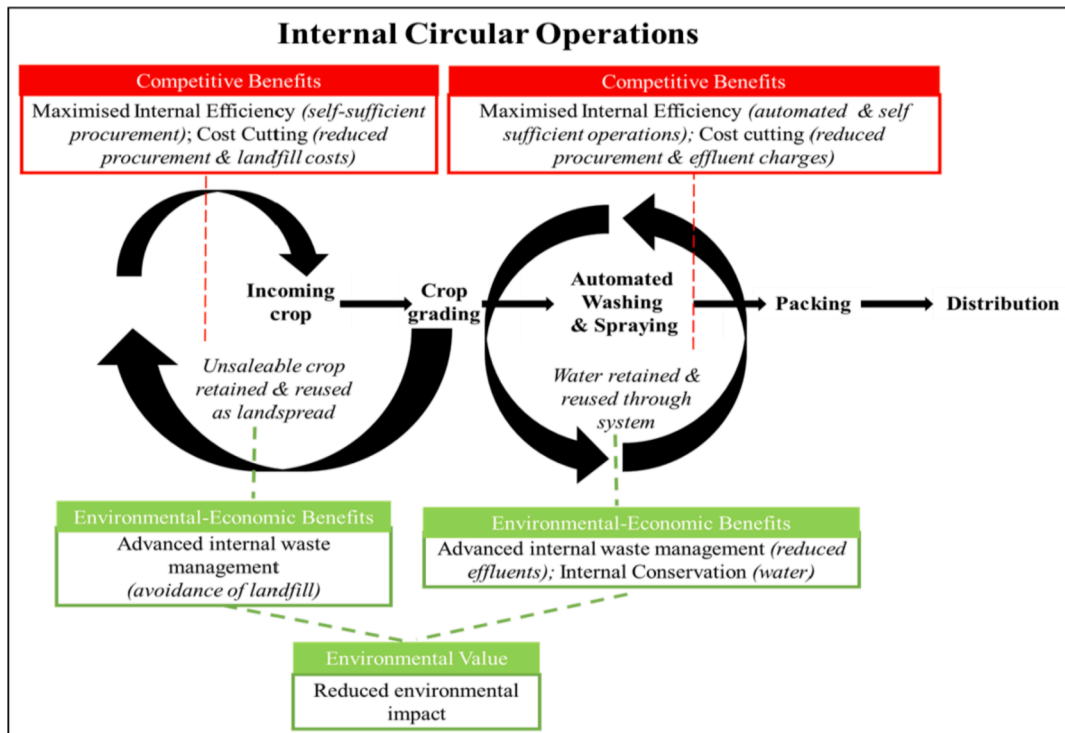 Internal Circular Operations
Competitive Benefits
Maximised Internal Efficiency (self-sufficient
procurement); Cost Cutting (reduced
procurement & landfill costs)
Competitive Benefits
Maximised Internal Efficiency (automated & self
sufficient operations); Cost cutting (reduced
procurement & effluent charges)
Incoming
crop
Crop
grading
Automated
Washing
& Spraying
Packing
Distribution
Unsaleable crop
retained & reused
as landspread
Water retained &
reused through
system
Environmental-Economic Benefits
Advanced internal waste
management
(avoidance of landfill)
Environmental-Economic Benefits
Advanced internal waste management (reduced
effluents); Internal Conservation (water)
Environmental Value
Reduced environmental
impact